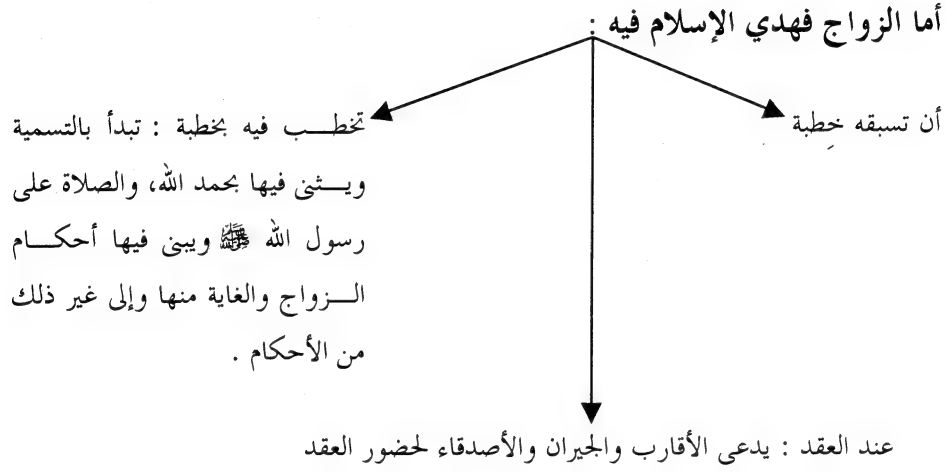 أما الزواج فهدي الإسلام فيه :
أن تسبقه خِطبة
تخطب فيه بخطبة : تبدأ بالتسمية
ويثنى فيها بحمد الله، والصلاة على
رسول الله ﷺ ويبنى فيها أحكام
الزواج والغاية منها وإلى غير ذلك
من الأحكام .
عند العقد : يدعى الأقارب والجيران والأصدقاء لحضور العقد